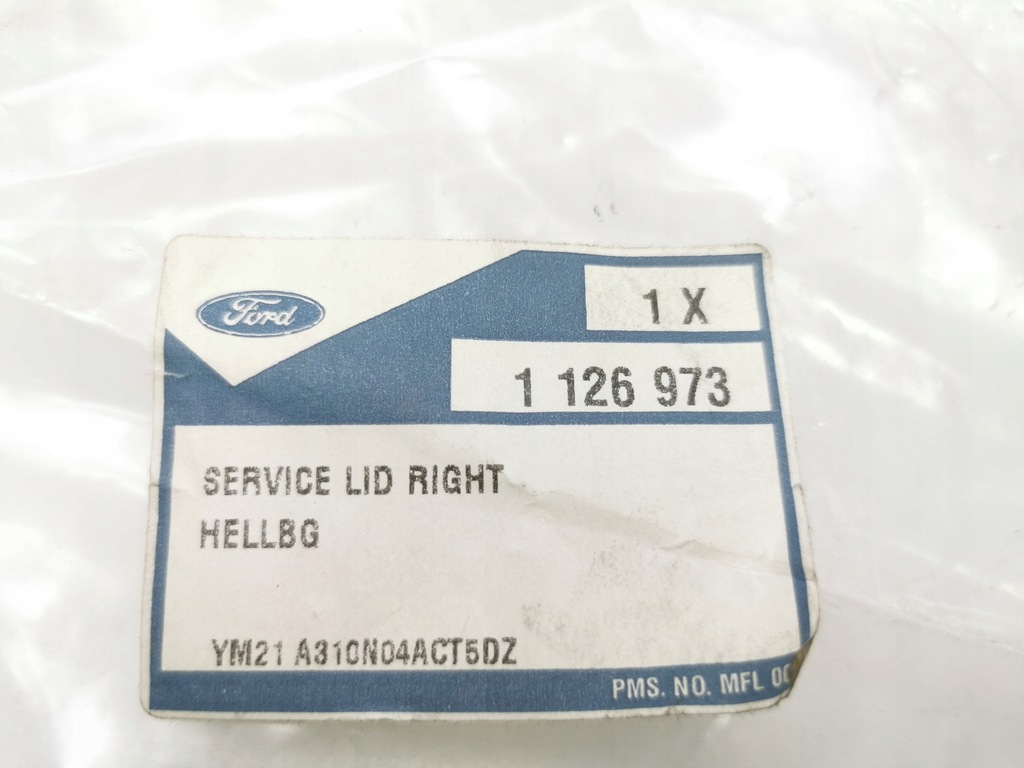 Ford
1 X
1 126 973
SERVICE LID RIGHT
HELLBG
YM21 A310N04ACT5DZ
PMS. NO. MFL